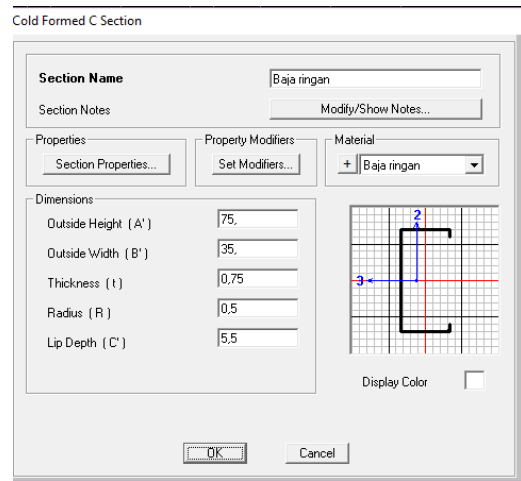 Cold Formed C Section
Section Name
Baja ringan
Section Notes
Modify/Show Notes...
Properties
Section Properties...
Property Modifiers
Set Modifiers...
Material
+
Baja ringan
Dimensions
Outside Height ( A' )
75,
Outside Width ( B' )
35,
Thickness ( t )
0,75
Radius ( R )
0,5
Lip Depth ( C' )
5,5
2
3
Display Color
OK
Cancel